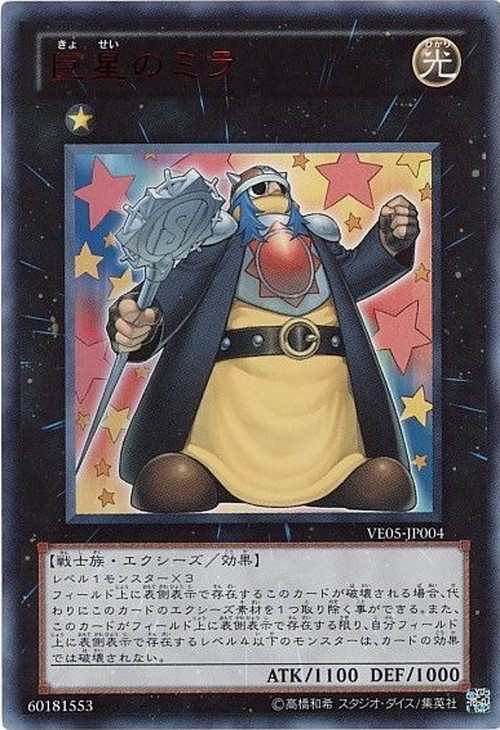 巨星のミラ
光
VE05-JP004
【戦士族・エクシーズ／効果】
レベル１モンスター×３
フィールド上に表側表示で存在するこのカードが破壊される場合、代
わりにこのカードのエクシーズ素材を１つ取り除く事ができる。また、
このカードがフィールド上に表側表示で存在する限り、自分フィールド
上に表側表示で存在するレベル４以下のモンスターは、カードの効果
では破壊されない。
ATK/1100 DEF/1000
60181553
©高橋和希 スタジオ・ダイス/集英社